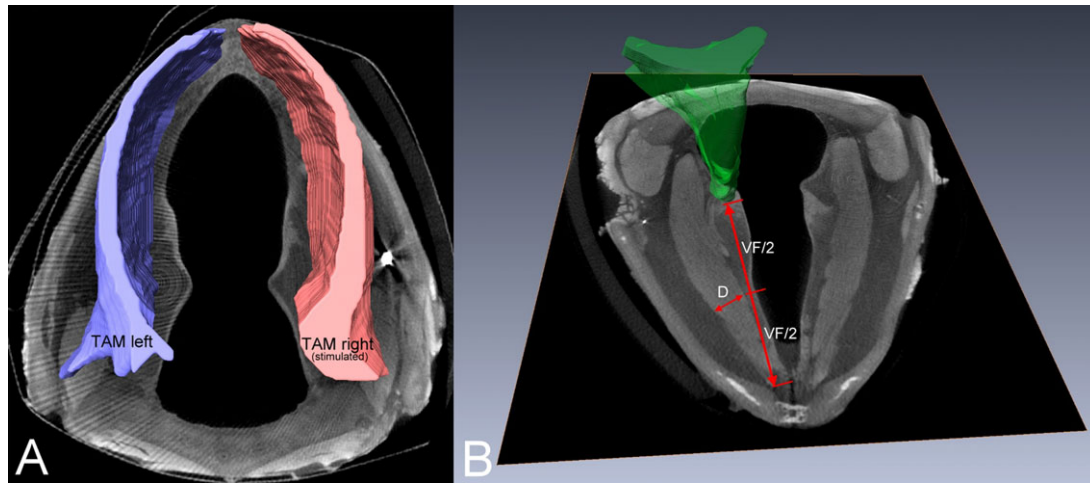 TAM left
TAM right
(stimulated)
A
VF/2
D
VF/2
B